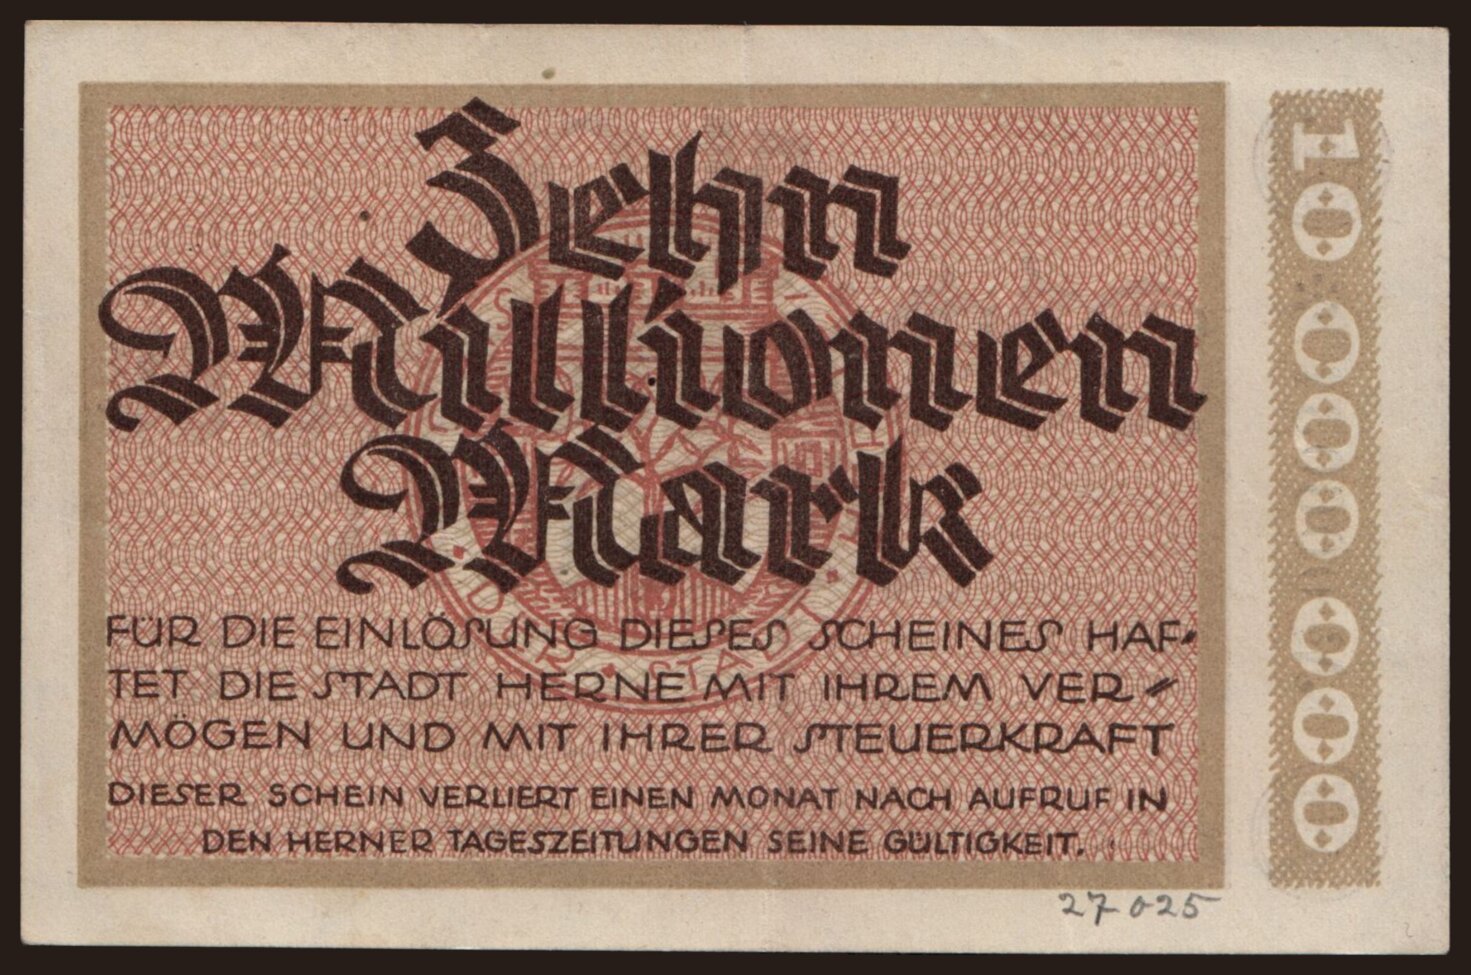 Zehn
Millionen
Mark
FÜR DIE EINLÖSUNG DIESES SCHEINES HAF-
TET DIE STADT HERNE MIT IHREM VER-
MÖGEN UND MIT IHRER STEUERKRAFT
DIESER SCHEIN VERLIERT EINEN MONAT NACH AUFRUF IN
DEN HERNER TAGESZEITUNGEN SEINE GÜLTIGKEIT.
10 000 000
27025